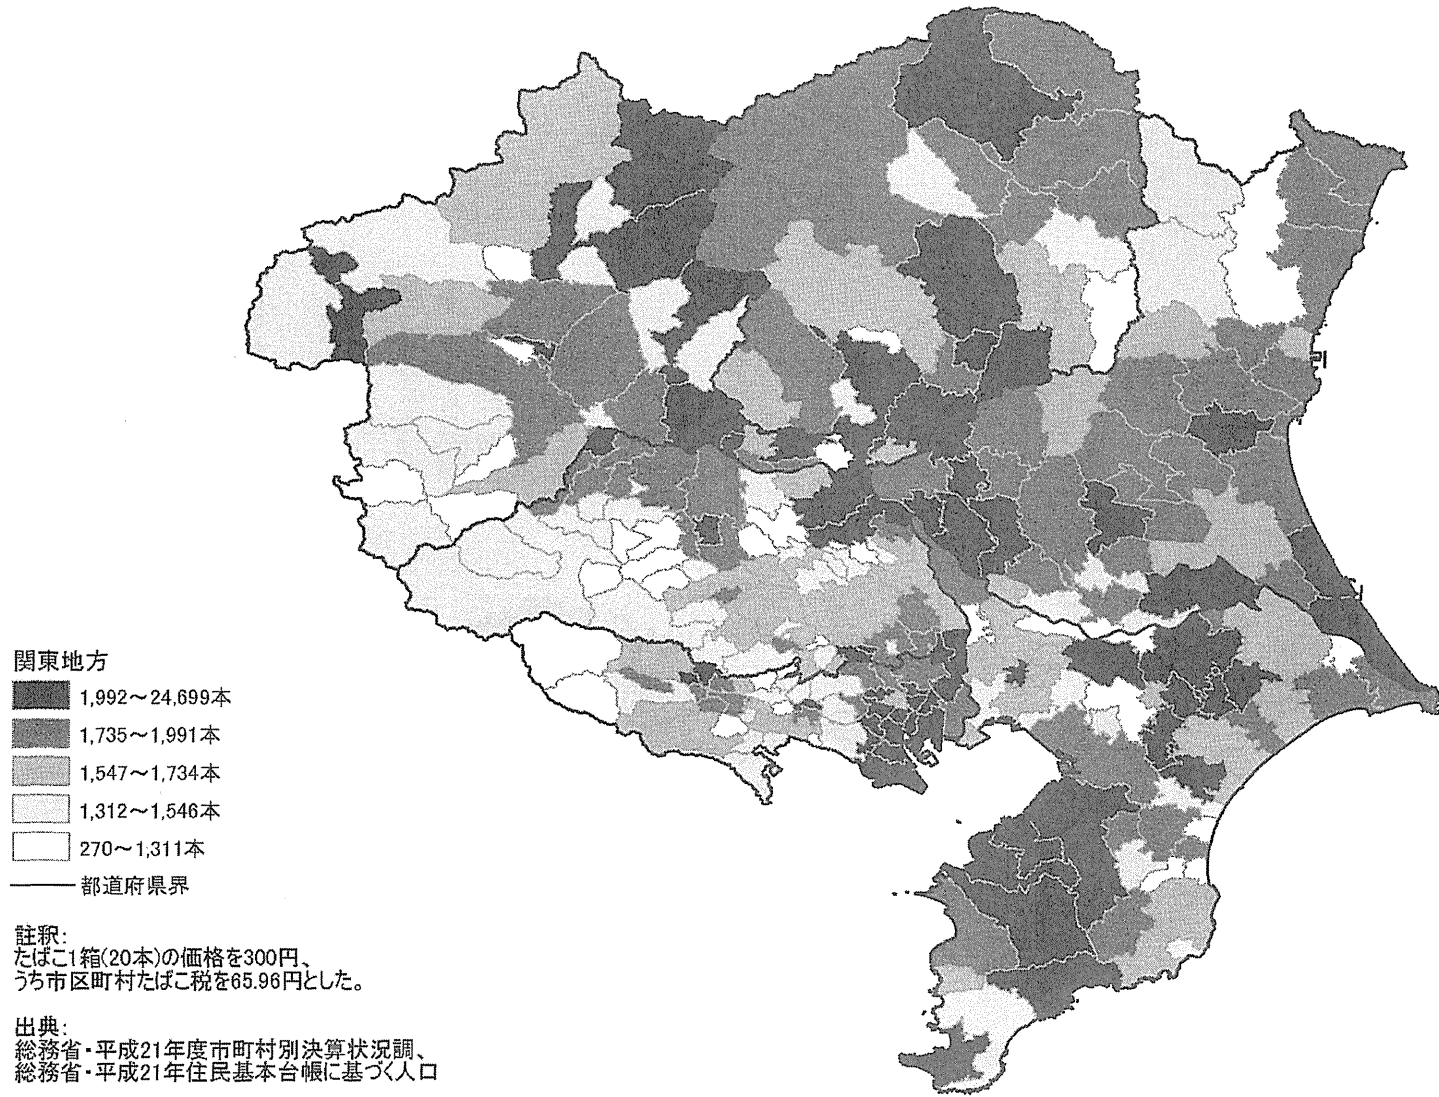 関東地方
1,992～24,699本
1,735～1,991本
1,547～1,734本
1,312～1,546本
270～1,311本
都道府県界
註釈:
たばこ1箱(20本)の価格を300円、
うち市区町村たばこ税を65.96円とした。
出典:
総務省・平成21年度市町村別決算状況調、
総務省・平成21年住民基本台帳に基づく人口